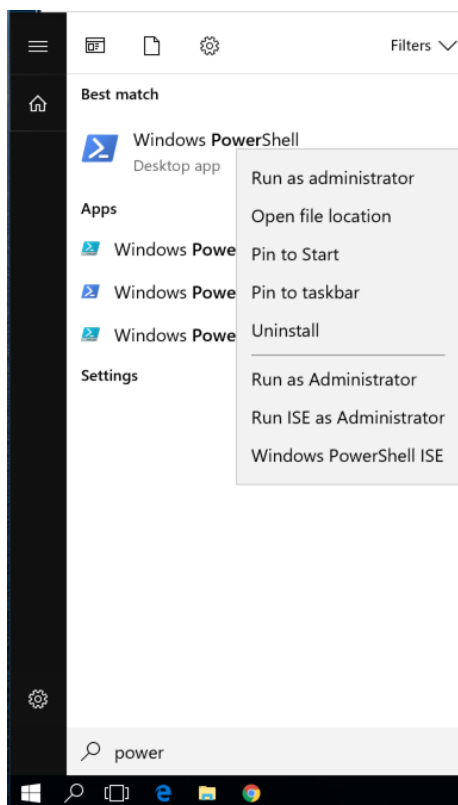 Filters
Best match
Windows PowerShell
Desktop app
Run as administrator
Apps
Open file location
Windows Powe
Pin to Start
Windows Powe
Pin to taskbar
Windows Powe
Uninstall
Settings
Run as Administrator
Run ISE as Administrator
Windows PowerShell ISE
power